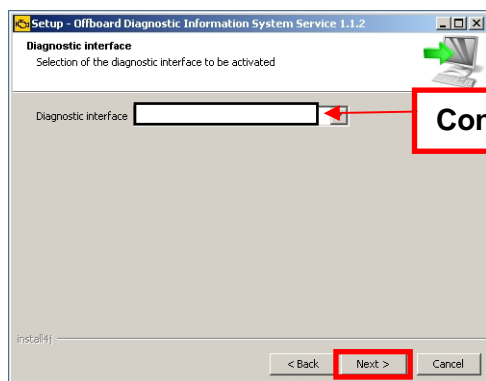 Setup - Offboard Diagnostic Information System Service 1.1.2
Diagnostic interface
Selection of the diagnostic interface to be activated
Diagnostic interface
Con
install4j
< Back Next > Cancel